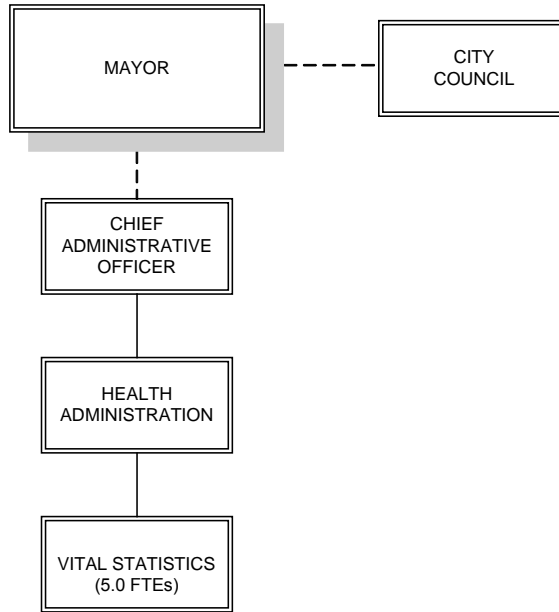 MAYOR
CITY
COUNCIL
CHIEF
ADMINISTRATIVE
OFFICER
HEALTH
ADMINISTRATION
VITAL STATISTICS
(5.0 FTEs)